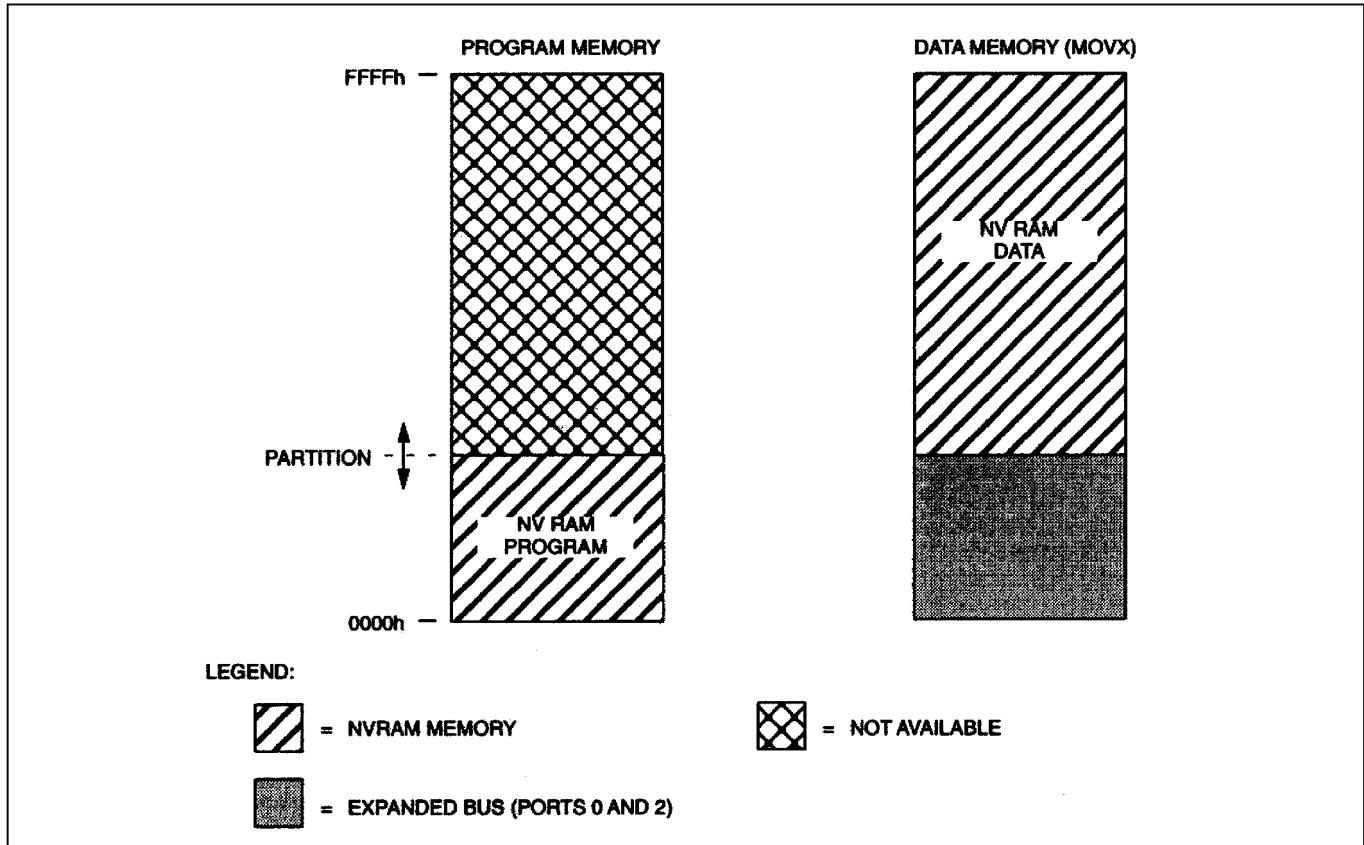 PROGRAM MEMORY
DATA MEMORY (MOVX)
FFFFh
NV RAM
DATA
PARTITION
NV RAM
PROGRAM
0000h
LEGEND:
= NVRAM MEMORY
= NOT AVAILABLE
= EXPANDED BUS (PORTS 0 AND 2)